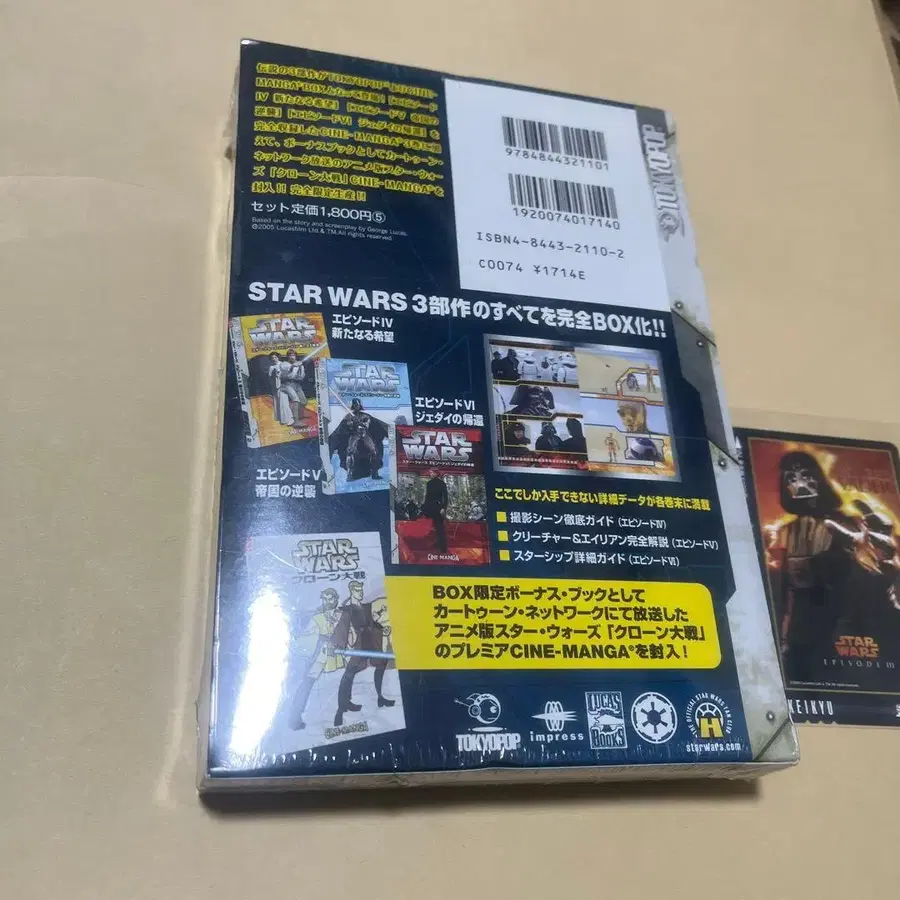 伝説の3部作がTOKYOPOP®よりCINE-
MANGA®BOXとなって登場!『エピソード
IV 新たなる希望』『エピソードV 帝国の
逆襲』『エピソードVI ジェダイの帰還』を
完全収録したCINE-MANGA®3巻に加
えて、ボーナスブックとしてカートゥーン・
ネットワーク放送のアニメ版スター・ウォー
ズ「クローン大戦」CINE-MANGA®を
封入!! 完全限定生産!!
セット定価1,800円⑤
Based on the story and screenplay by George Lucas.
©2005 Lucasfilm Ltd & TM.All rights reserved.
9784844321101
1920074017140
ISBN4-8443-2110-2
C0074 ¥1714E
TOKYOPOP
STAR WARS 3部作のすべてを完全BOX化!!
エピソードIV
新たなる希望
STAR
WARS
STAR
WARS
エピソードVI
ジェダイの帰還
STAR
WARS
CINE-MANGA
エピソードV
帝国の逆襲
STAR
WARS
クローン大戦
CINE-MANGA
ここでしか入手できない詳細データが各巻末に満載
■ 撮影シーン徹底ガイド (エピソードIV)
■ クリーチャー&エイリアン完全解説 (エピソードV)
■ スターシップ詳細ガイド (エピソードVI)
BOX限定ボーナス・ブックとして
カートゥーン・ネットワークにて放送した
アニメ版スター・ウォーズ「クローン大戦」
のプレミアCINE-MANGA®を封入!
TOKYOPOP
impress
LUCAS
BOOKS
THE OFFICIAL STAR WARS FAN CLUB
starwars.com
STAR
WARS
EPISODE III
KEIKYU